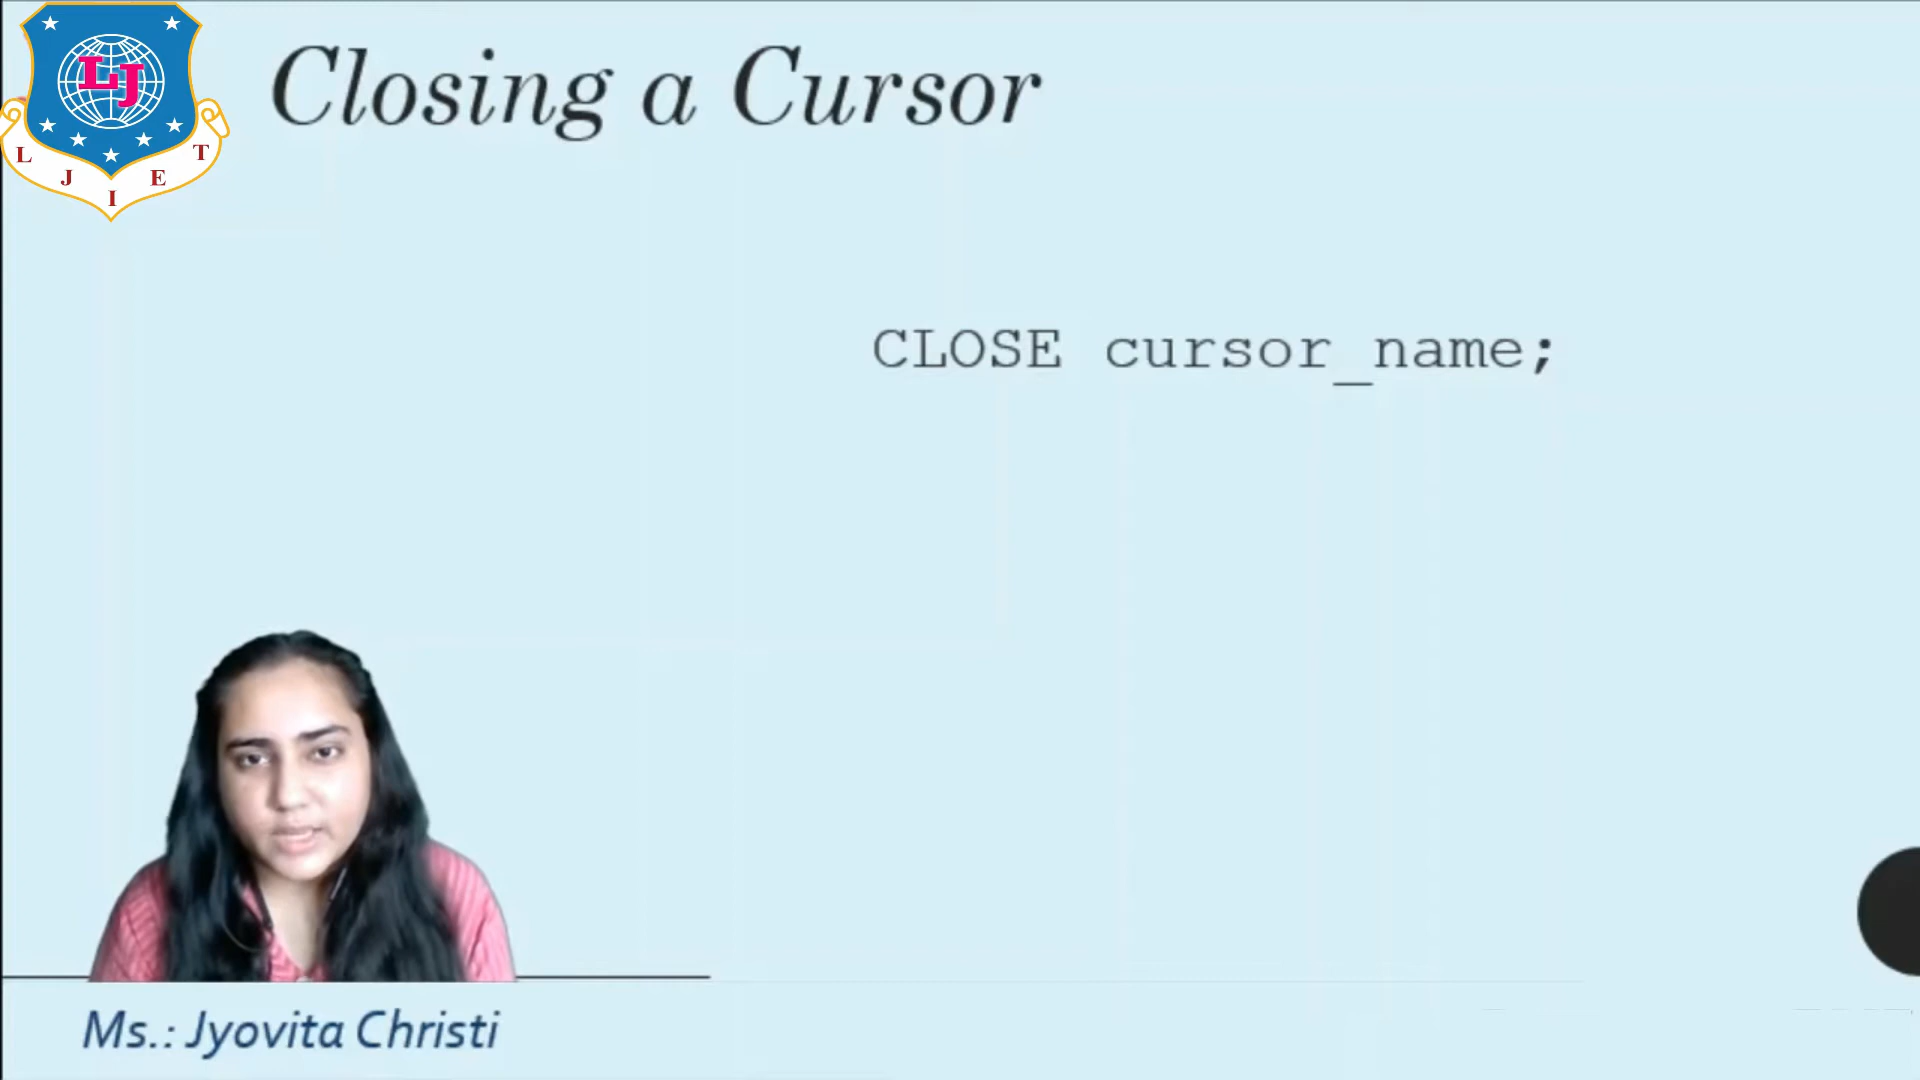 LJ
L J I E T
Closing a Cursor
CLOSE cursor_name;
Ms.: Jyovita Christi